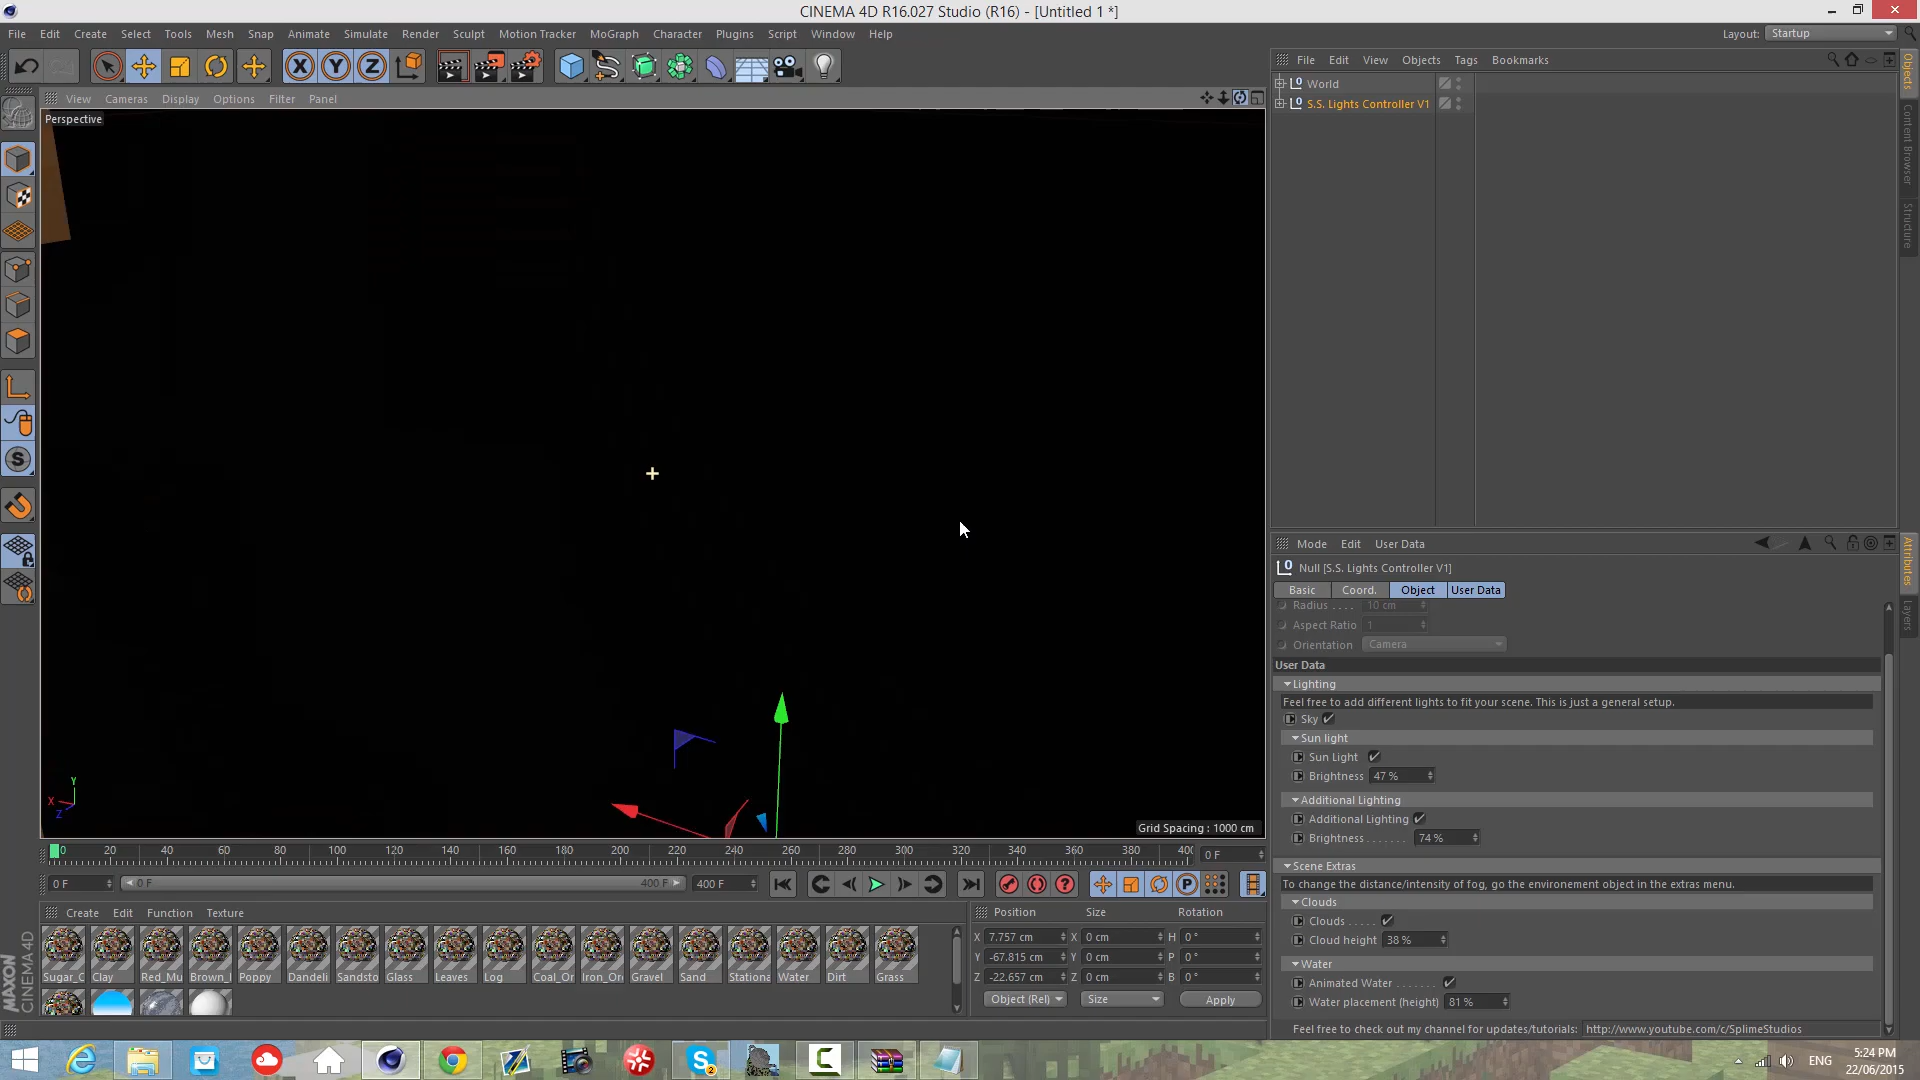 CINEMA 4D R16.027 Studio (R16) - [Untitled 1 *]
File Edit Create Select Tools Mesh Snap Animate Simulate Render Sculpt Motion Tracker MoGraph Character Plugins Script Window Help
Layout: Startup
View Cameras Display Options Filter Panel
Perspective
Grid Spacing : 1000 cm
File Edit View Objects Tags Bookmarks
World
S.S. Lights Controller V1
Objects
Content Browser
Structure
Mode Edit User Data
Null [S.S. Lights Controller V1]
Basic Coord. Object User Data
Radius . . . . 10 cm
Aspect Ratio 1
Orientation Camera
User Data
Lighting
Feel free to add different lights to fit your scene. This is just a general setup.
Sky
Sun light
Sun Light
Brightness 47 %
Additional Lighting
Additional Lighting
Brightness . . . . . . . 74 %
Scene Extras
To change the distance/intensity of fog, go the environement object in the extras menu.
Clouds
Clouds . . . . .
Cloud height 38 %
Water
Animated Water . . . . . . .
Water placement (height) 81 %
Feel free to check out my channel for updates/tutorials: http://www.youtube.com/c/SplimeStudios
Attributes
Layers
0 20 40 60 80 100 120 140 160 180 200 220 240 260 280 300 320 340 360 380 40
0 F
0 F 0 F 400 F 400 F
Create Edit Function Texture
Sugar_C Clay Red_Mu Brown_I Poppy Dandeli Sandsto Glass Leaves Log Coal_Or Iron_Or Gravel Sand Stationa Water Dirt Grass
Position Size Rotation
X 7.757 cm X 0 cm H 0 °
Y -67.815 cm Y 0 cm P 0 °
Z -22.657 cm Z 0 cm B 0 °
Object (Rel) Size Apply
MAXON
CINEMA 4D
ENG
5:24 PM
22/06/2015